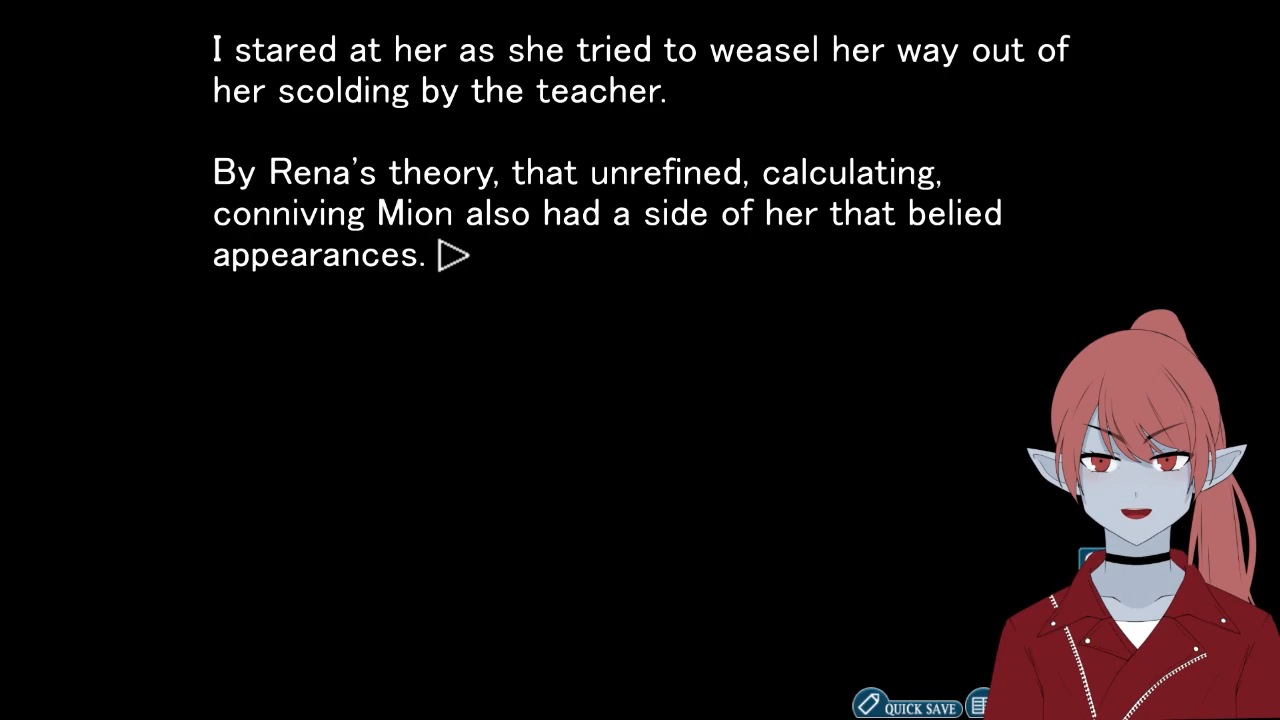 I stared at her as she tried to weasel her way out of
her scolding by the teacher.
By Rena's theory, that unrefined, calculating,
conniving Mion also had a side of her that belied
appearances.
QUICK SAVE